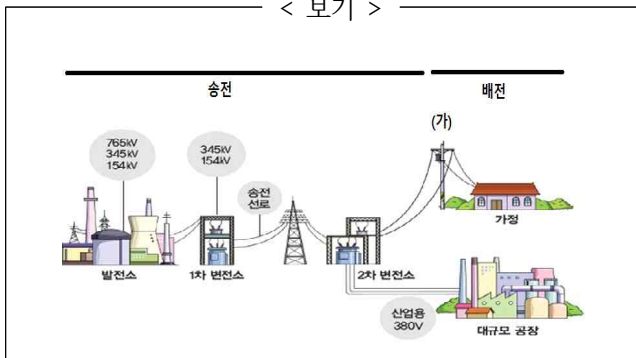 < 보기 >
송전
배전
(가)
765kV
345kV
154kV
345kV
154kV
송전
선로
가정
발전소
1차 변전소
2차 변전소
산업용
380V
대규모 공장